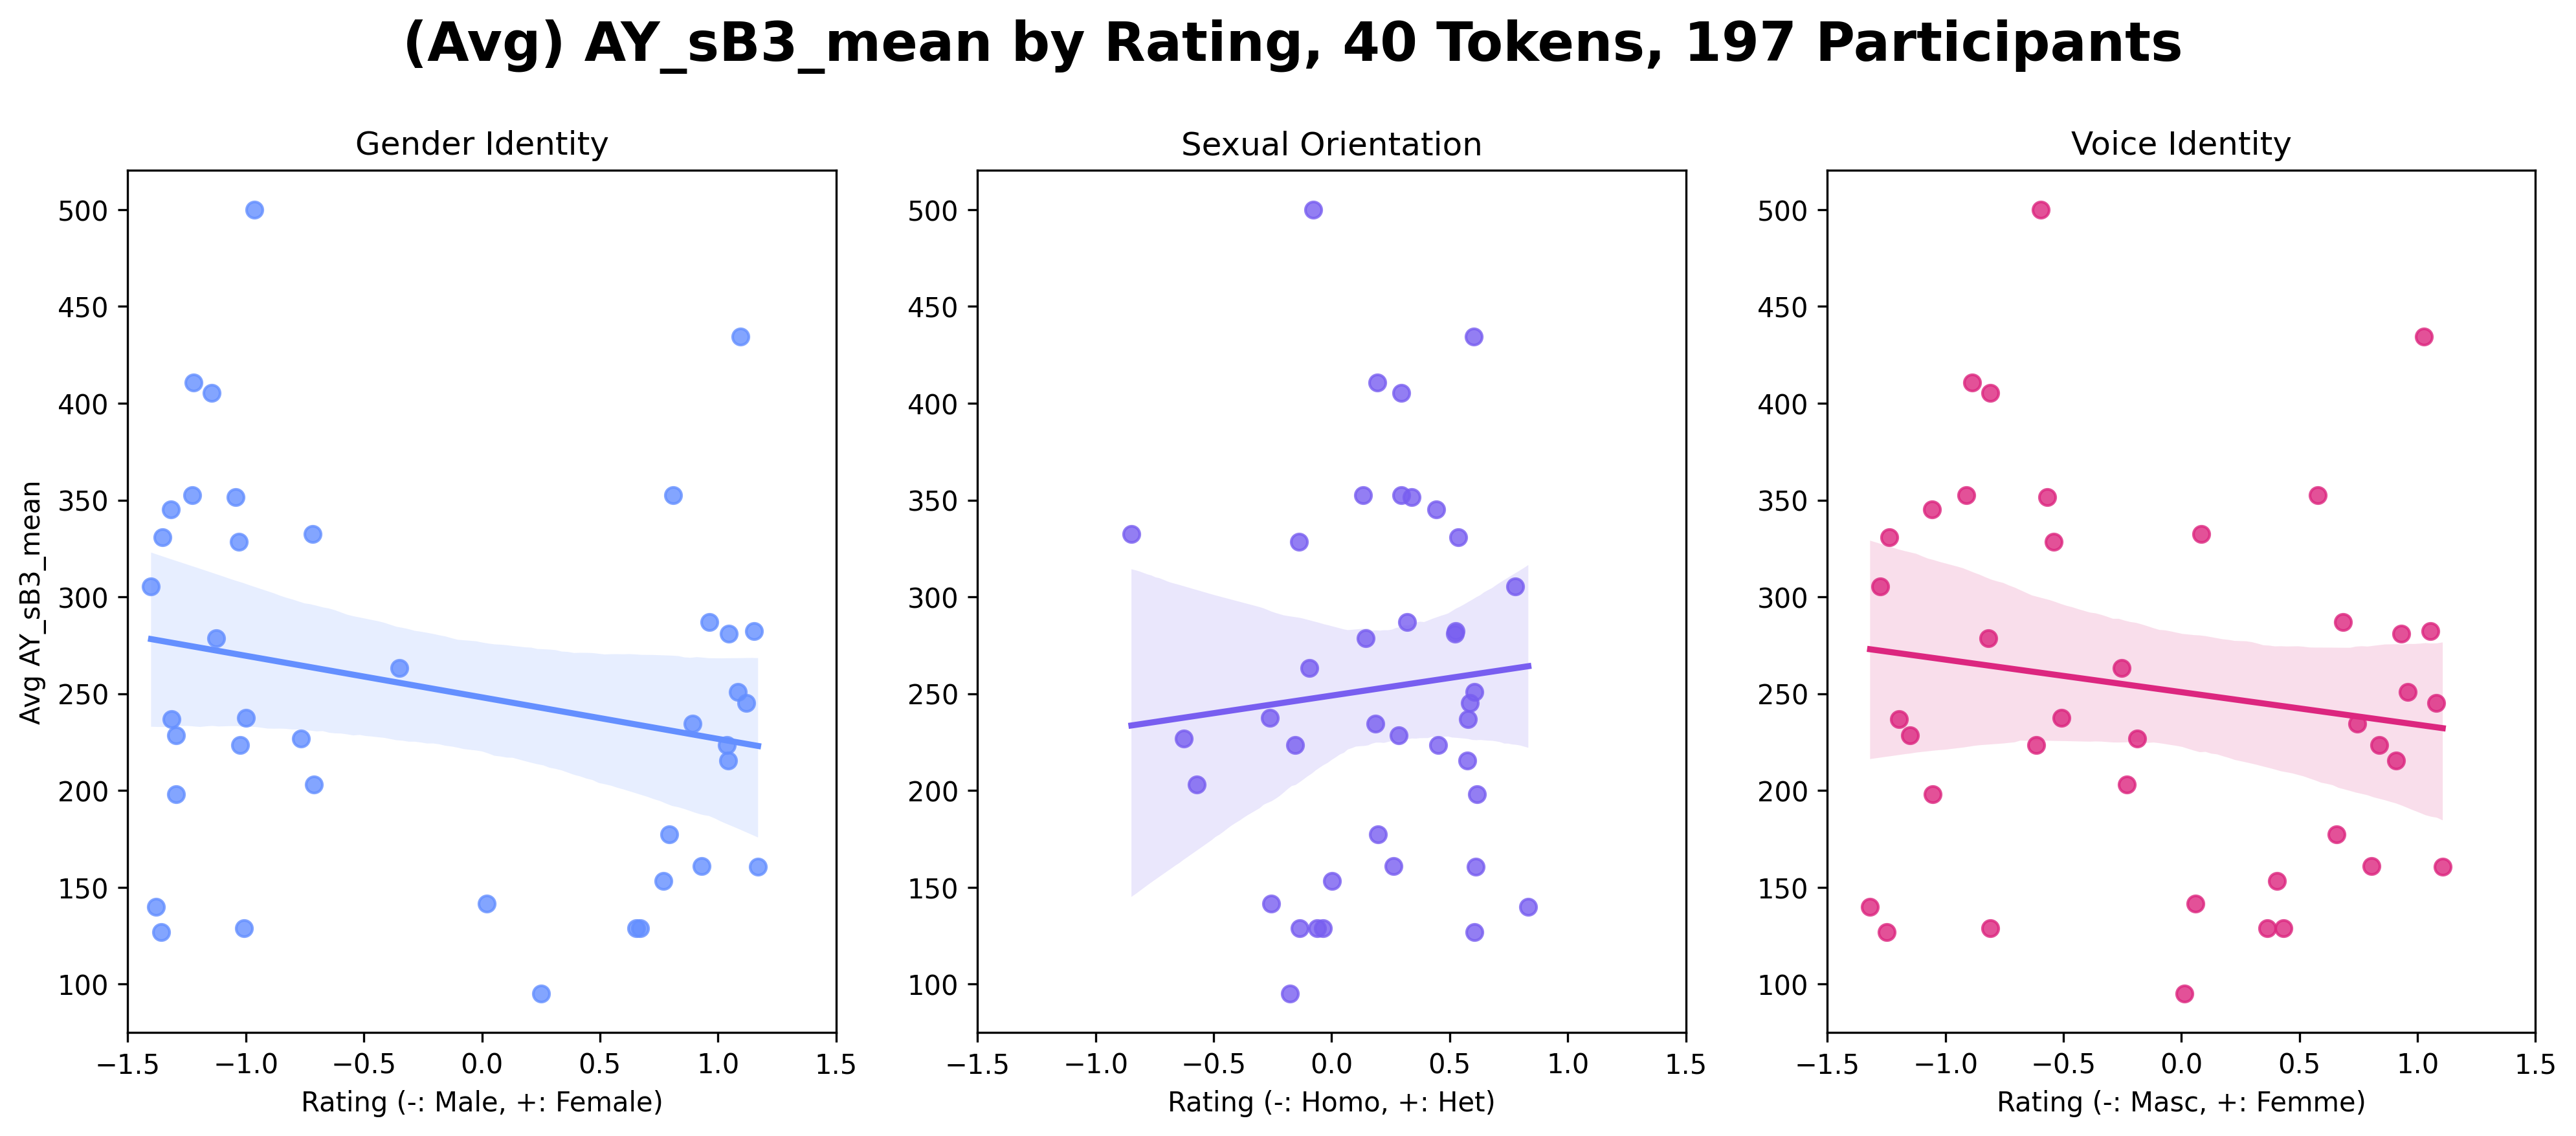 (Avg) AY_sB3_mean by Rating, 40 Tokens, 197 Participants
Gender Identity
Sexual Orientation
Voice Identity
Avg AY_sB3_mean
500
450
400
350
300
250
200
150
100
−1.5 −1.0 −0.5 0.0 0.5 1.0 1.5
Rating (-: Male, +: Female)
500
450
400
350
300
250
200
150
100
−1.5 −1.0 −0.5 0.0 0.5 1.0 1.5
Rating (-: Homo, +: Het)
500
450
400
350
300
250
200
150
100
−1.5 −1.0 −0.5 0.0 0.5 1.0 1.5
Rating (-: Masc, +: Femme)